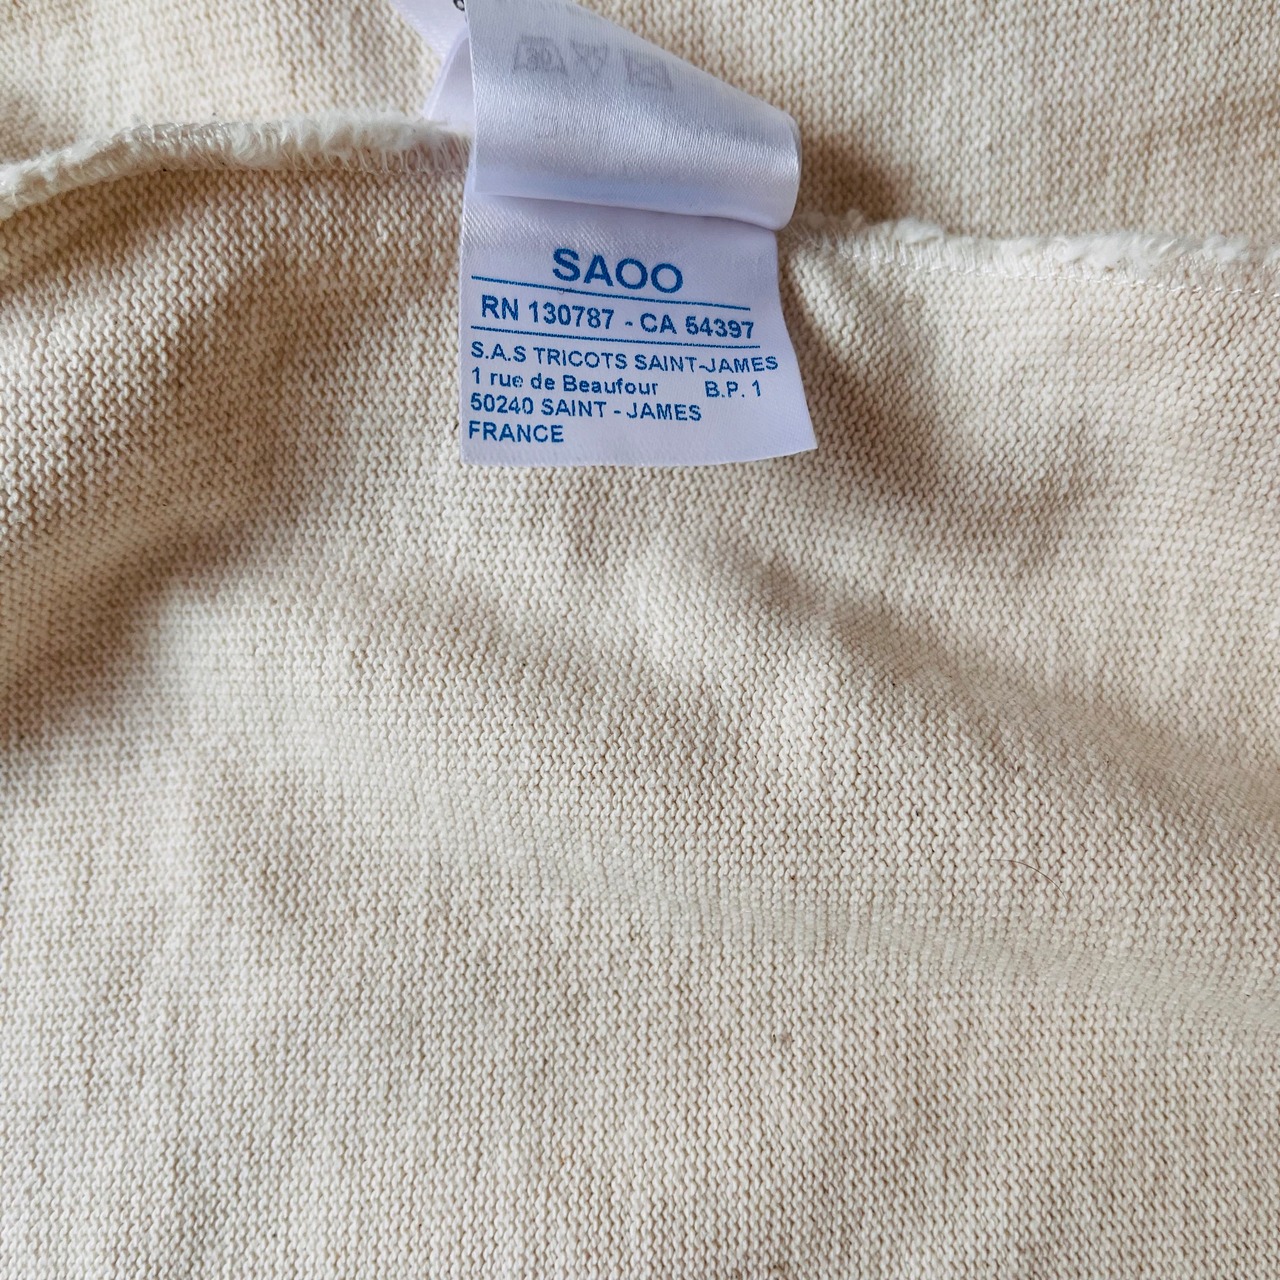 SAOO
RN 130787 - CA 54397
S.A.S TRICOTS SAINT-JAMES
1 rue de Beaufour B.P. 1
50240 SAINT - JAMES
FRANCE